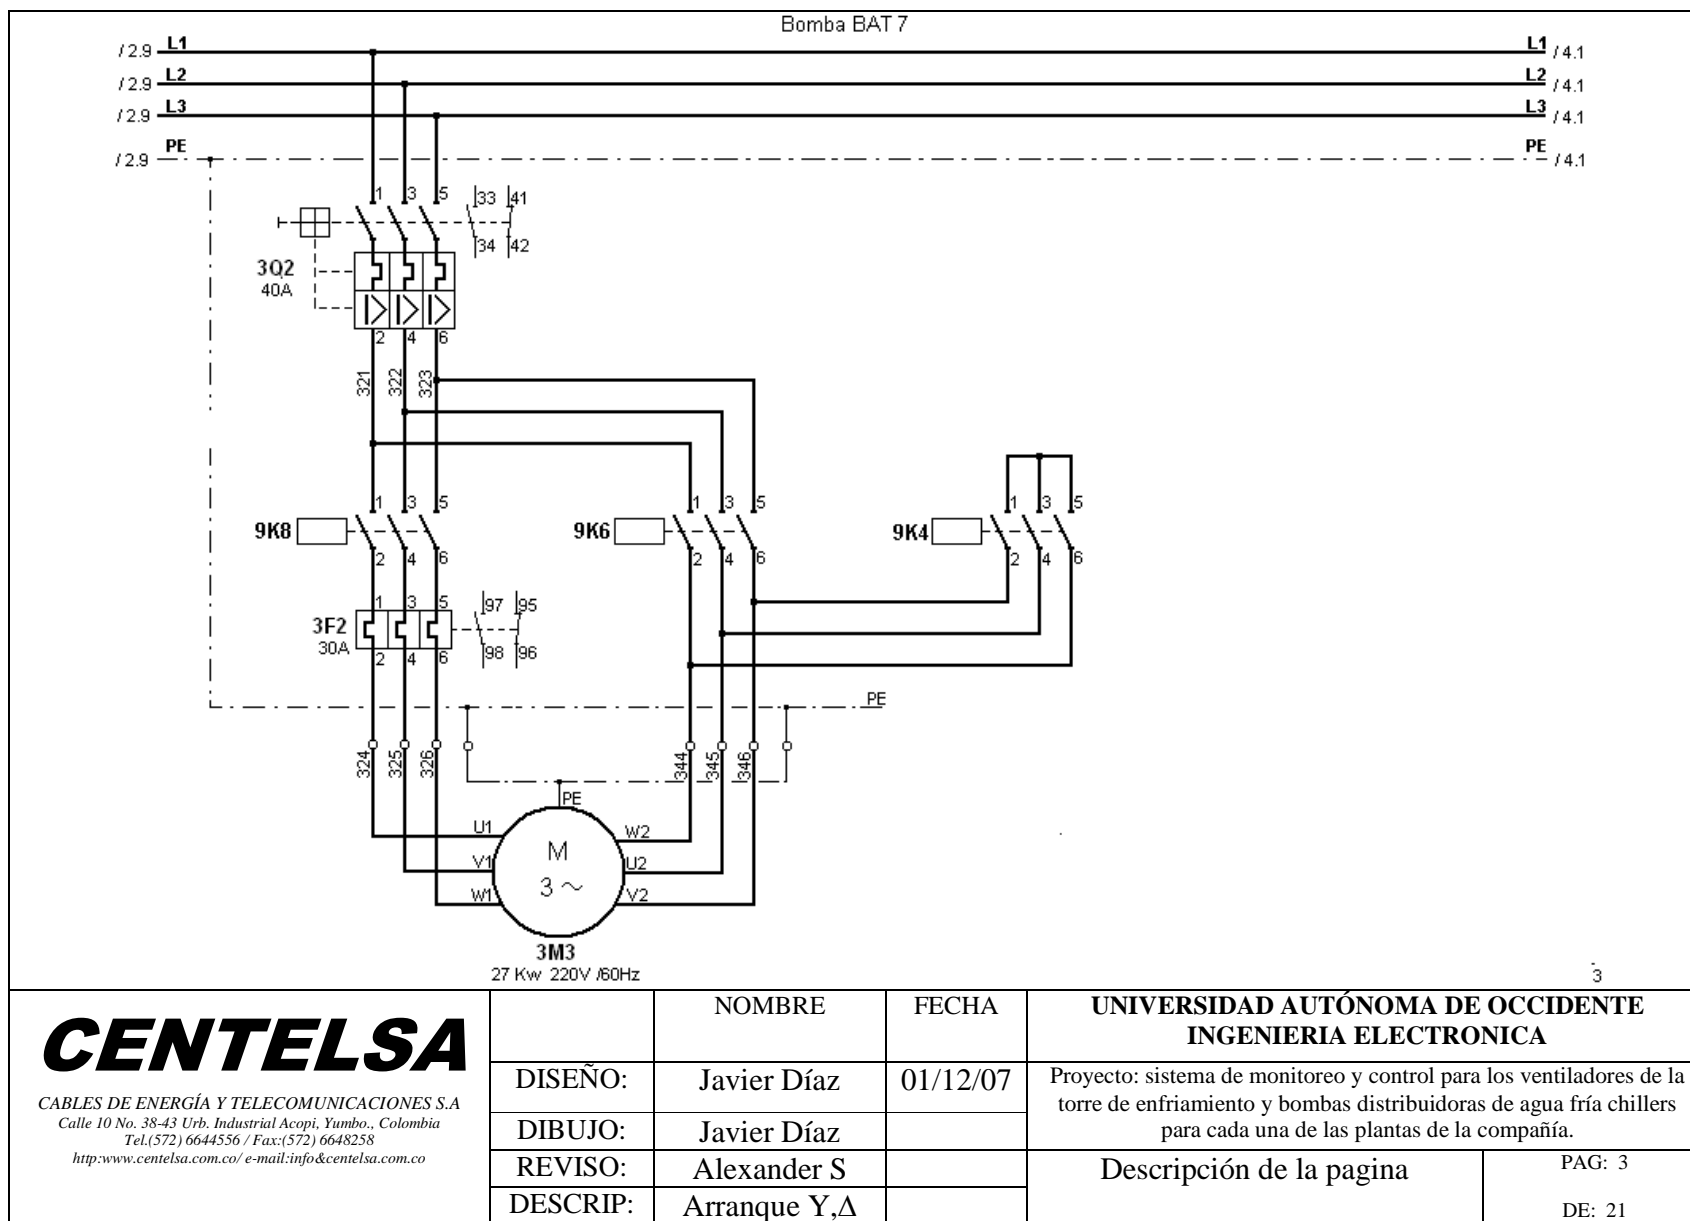 Bomba BAT 7
/ 2.9 L1 L1 / 4.1
/ 2.9 L2 L2 / 4.1
/ 2.9 L3 L3 / 4.1
/ 2.9 PE PE / 4.1
1 3 5 33 41
34 42
3Q2
40A
2 4 6
321 322 323
1 3 5 1 3 5 1 3 5
9K8 9K6 9K4
2 4 6 2 4 6 2 4 6
1 3 5 97 95
3F2
30A
2 4 6 98 96
PE
324 325 326 344 345 346
PE
U1 W2
M
V1 U2
3 ~
W1 V2
3M3
27 Kw 220V /60Hz
-
3
CENTELSA
CABLES DE ENERGÍA Y TELECOMUNICACIONES S.A
Calle 10 No. 38-43 Urb. Industrial Acopi, Yumbo., Colombia
Tel.(572) 6644556 / Fax:(572) 6648258
http:www.centelsa.com.co/ e-mail:info&centelsa.com.co
NOMBRE FECHA
DISEÑO: Javier Díaz 01/12/07
DIBUJO: Javier Díaz
REVISO: Alexander S
DESCRIP: Arranque Y,Δ
UNIVERSIDAD AUTÓNOMA DE OCCIDENTE
INGENIERIA ELECTRONICA
Proyecto: sistema de monitoreo y control para los ventiladores de la
torre de enfriamiento y bombas distribuidoras de agua fría chillers
para cada una de las plantas de la compañía.
Descripción de la pagina
PAG: 3
DE: 21